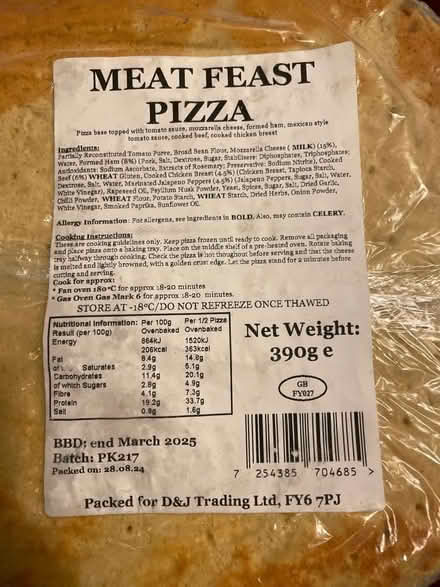 MEAT FEAST
PIZZA
Pizza base topped with tomato sauce, mozzarella cheese, formed ham, mexican style
tomato sauce, cooked beef, cooked chicken breast
Ingredients:
Partially Reconstituted Tomato Puree, Broad Bean Flour, Mozzarella Cheese ( MILK) (15%),
Water, Formed Ham (8%) (Pork, Salt, Dextrose, Sugar, Stabilisers: Diphosphates, Triphosphates;
Antioxidants: Sodium Ascorbate, Extracts of Rosemary; Preservative: Sodium Nitrite), Cooked
Beef (6%) WHEAT Gluten, Cooked Chicken Breast (4.5%) (Chicken Breast, Tapioca Starch,
Dextrose, Salt, Water, Marinated Jalapeno Peppers (4.5%) (Jalapeno Peppers, Sugar, Salt, Water,
White Vinegar), Rapeseed Oil, Psyllium Husk Powder, Yeast, Spices, Sugar, Salt, Dried Garlic,
Chilli Powder, WHEAT Flour, Potato Starch, WHEAT Starch, Dried Herbs, Onion Powder,
White Vinegar, Smoked Paprika, Sunflower Oil.
Allergy Information: For allergens, see ingredients in BOLD. Also, may contain CELERY.
Cooking Instructions:
These are cooking guidelines only. Keep pizza frozen until ready to cook. Remove all packaging
and place pizza onto a baking tray. Place on the middle shelf of a pre-heated oven. Rotate baking
tray halfway through cooking. Check the pizza is hot thoughout before serving and that the cheese
is melted and lightly browned, with a golden crust edge. Let the pizza stand for 2 minutes before
cutting and serving.
Cook for approx:
* Fan oven 180°C for approx 18-20 minutes
* Gas Oven Gas Mark 6 for approx 18-20 minutes.
STORE AT -18°C/DO NOT REFREEZE ONCE THAWED
Nutritional Information: Per 100g Per 1/2 Pizza
Result (per 100g) Ovenbaked Ovenbaked
Energy 864kJ 1520kJ
206kcal 363kcal
Fat 8.4g 14.8g
of Saturates 2.9g 5.1g
Carbohydrates 11.4g 20.1g
of which Sugars 2.8g 4.9g
Fibre 4.1g 7.3g
Protein 19.2g 33.7g
Salt 0.9g 1.6g
Net Weight:
390g e
GB
FY027
BBD: end March 2025
Batch: PK217
Packed on: 28.08.24
7 254385 704685 >
Packed for D&J Trading Ltd, FY6 7PJ